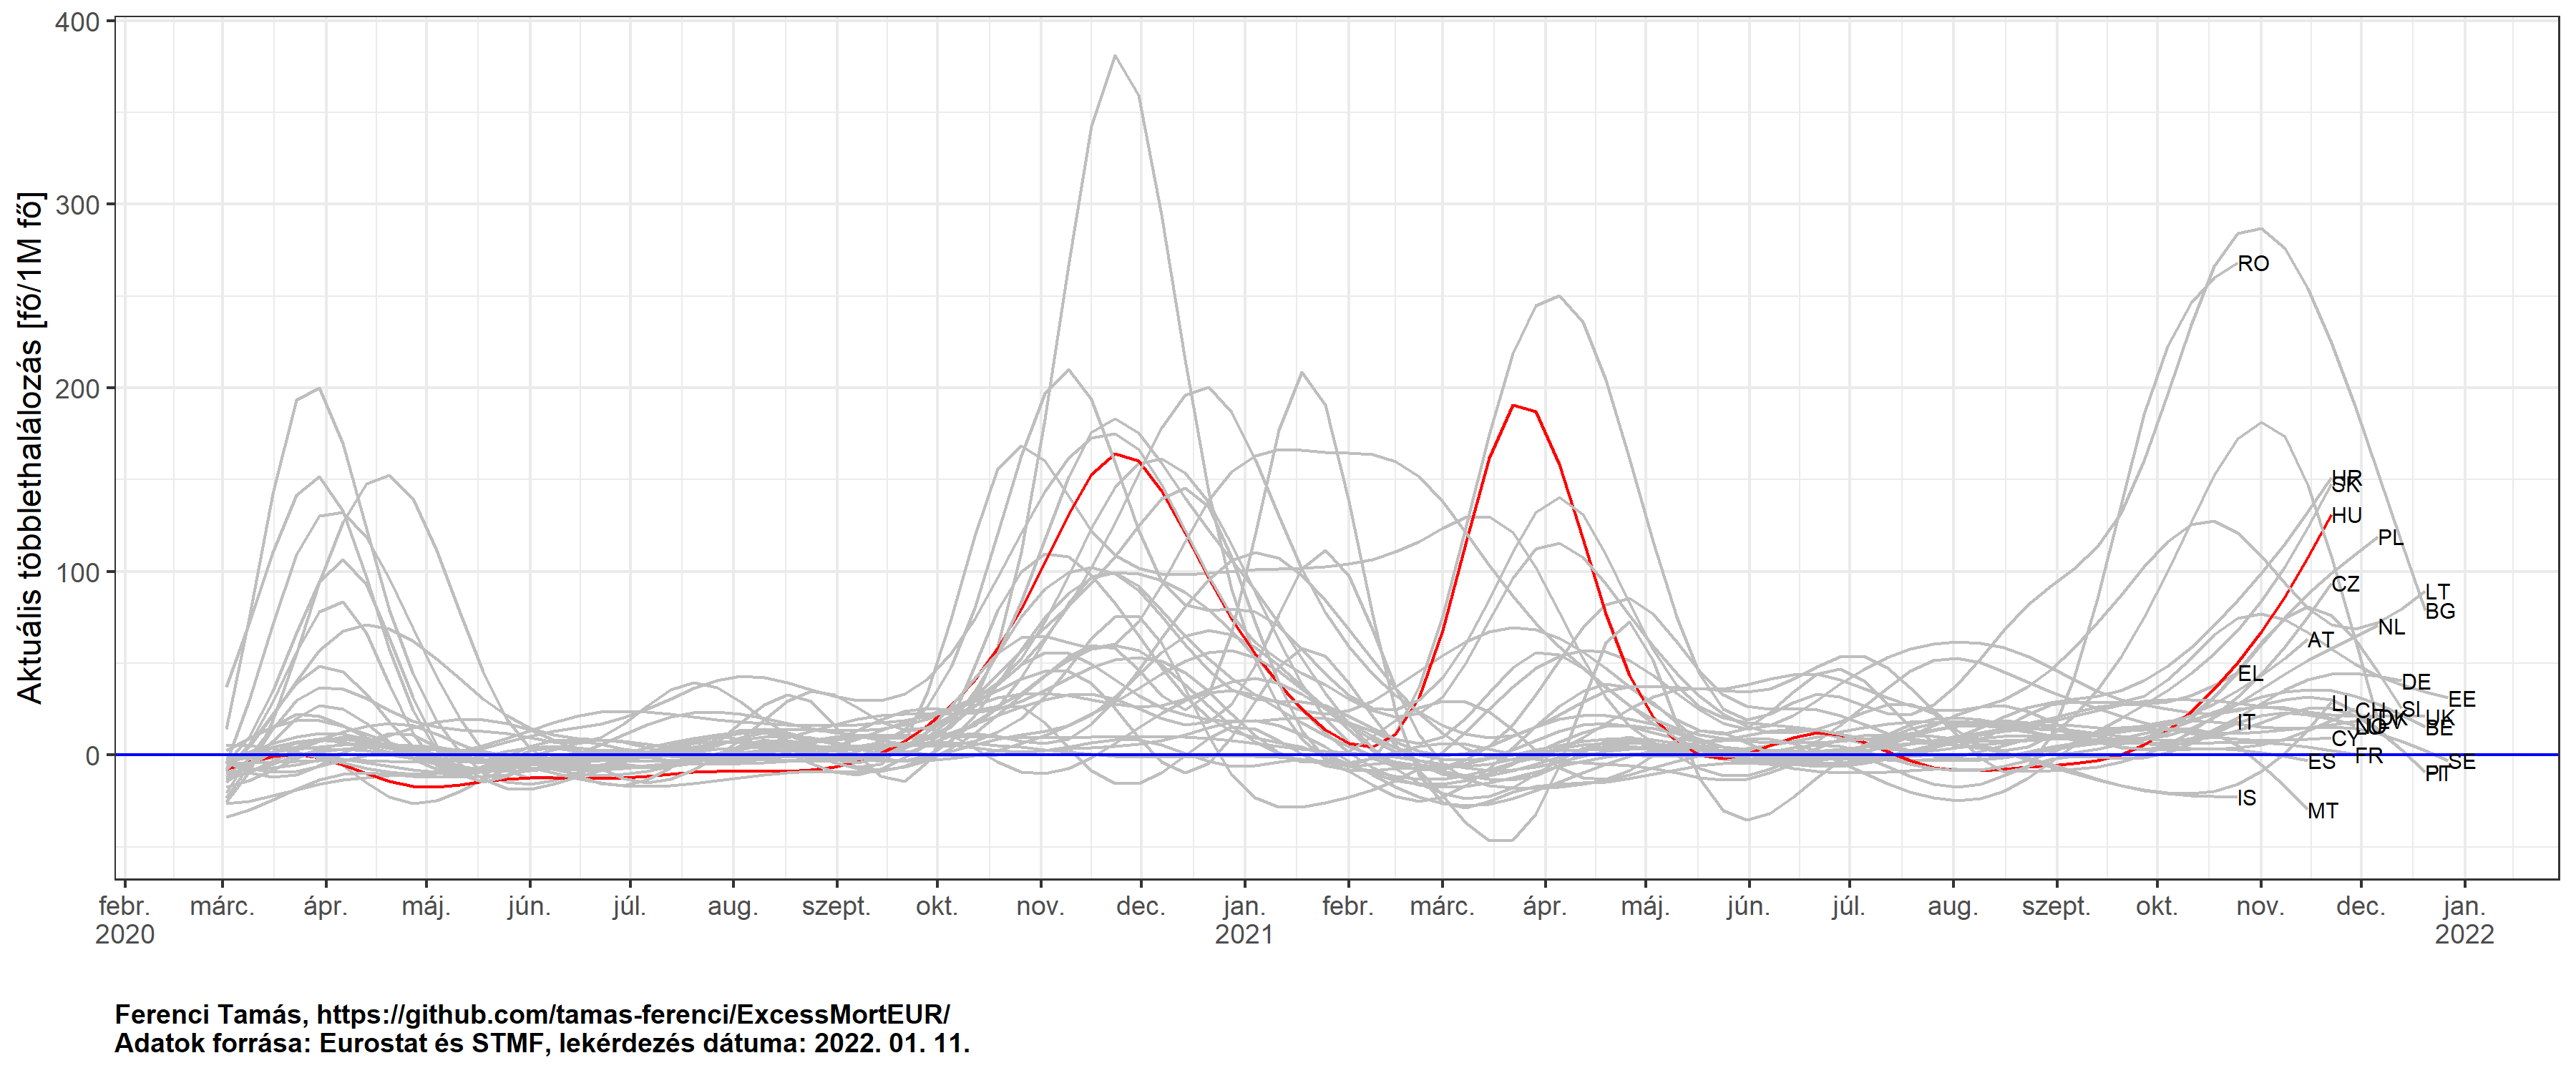 Aktuális többlethalálozás [fő/1M fő]
400
300
200
100
0
RO
HR
SK
HU
PL
CZ
LT
BG
NL
AT
EL
DE
EE
LI
CH
SI
UK
IT
DK
NO
BE
CY
FR
ES
SE
PT
IS
MT
febr. márc. ápr. máj. jún. júl. aug. szept. okt. nov. dec. jan. febr. márc. ápr. máj. jún. júl. aug. szept. okt. nov. dec. jan.
2020 2021 2022
Ferenci Tamás, https://github.com/tamas-ferenci/ExcessMortEUR/
Adatok forrása: Eurostat és STMF, lekérdezés dátuma: 2022. 01. 11.